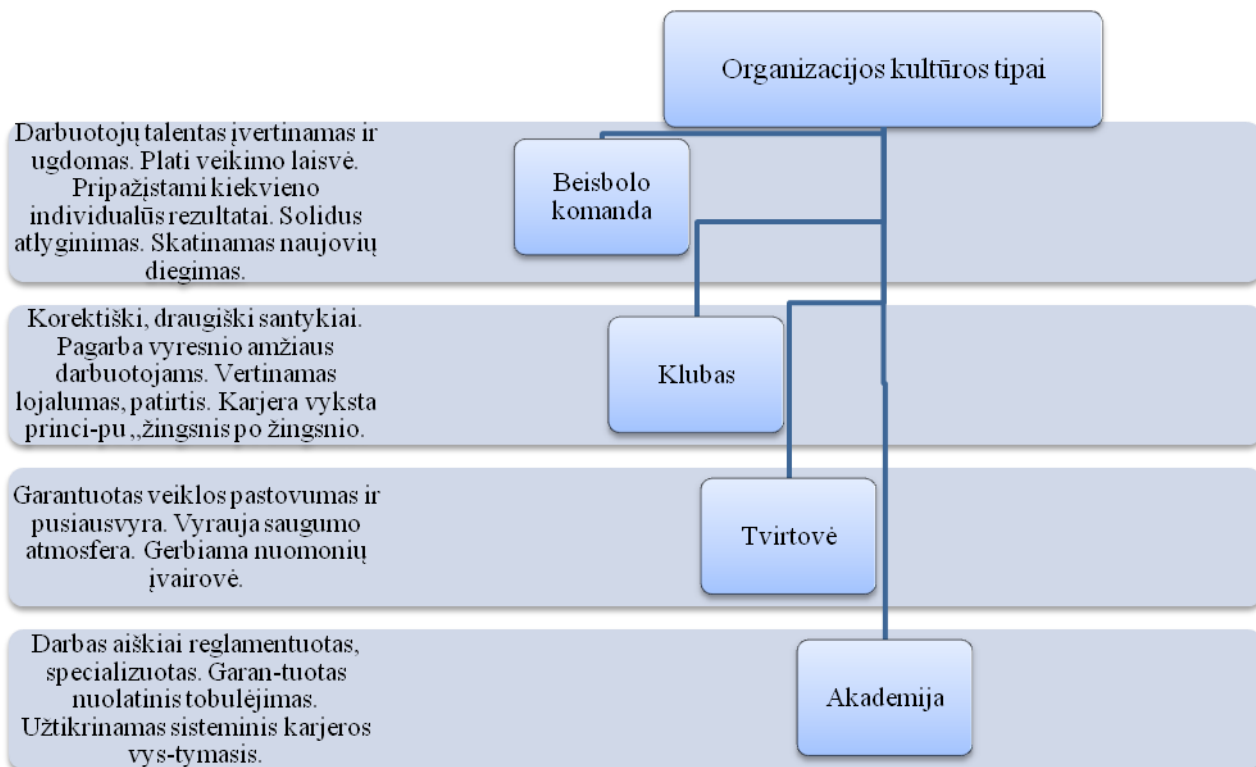 Organizacijos kultūros tipai
Darbuotojų talentas įvertinamas ir
ugdomas. Plati veikimo laisvė.
Pripažįstami kiekvieno
individualūs rezultatai. Solidus
atlyginimas. Skatinamas naujovių
diegimas.
Beisbolo
komanda
Korektiški, draugiški santykiai.
Pagarba vyresnio amžiaus
darbuotojams. Vertinamas
lojalumas, patirtis. Karjera vyksta
princi-pu „žingsnis po žingsnio.
Klubas
Garantuotas veiklos pastovumas ir
pusiausvyra. Vyrauja saugumo
atmosfera. Gerbiama nuomonių
įvairovė.
Tvirtovė
Darbas aiškiai reglamentuotas,
specializuotas. Garan-tuotas
nuolatinis tobulėjimas.
Užtikrinamas sisteminis karjeros
vys-tymasis.
Akademija